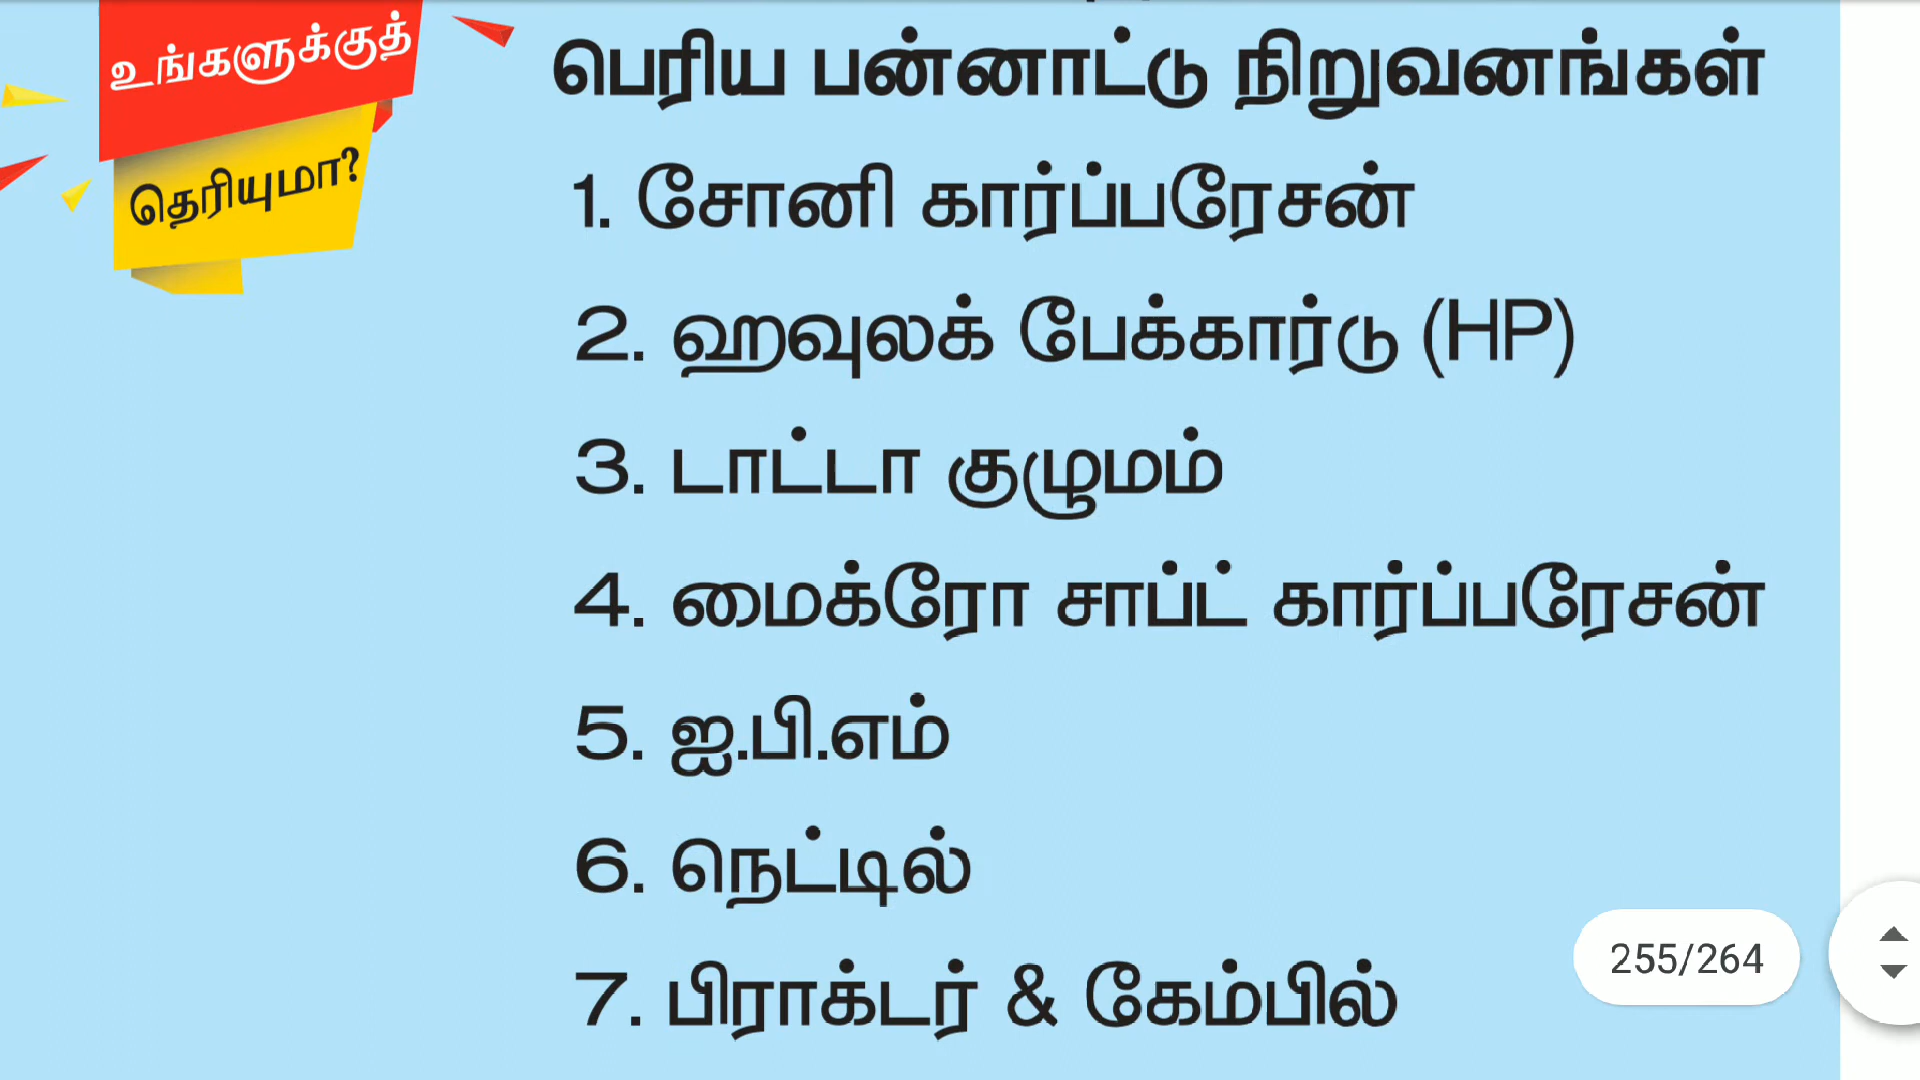 உங்களுக்குத்
தெரியுமா?
பெரிய பன்னாட்டு நிறுவனங்கள்
1. சோனி கார்ப்பரேசன்
2. ஹவுலக் பேக்கார்டு (HP)
3. டாட்டா குழுமம்
4. மைக்ரோ சாப்ட் கார்ப்பரேசன்
5. ஐ.பி.எம்
6. நெட்டில்
7. பிராக்டர் & கேம்பில்
255/264